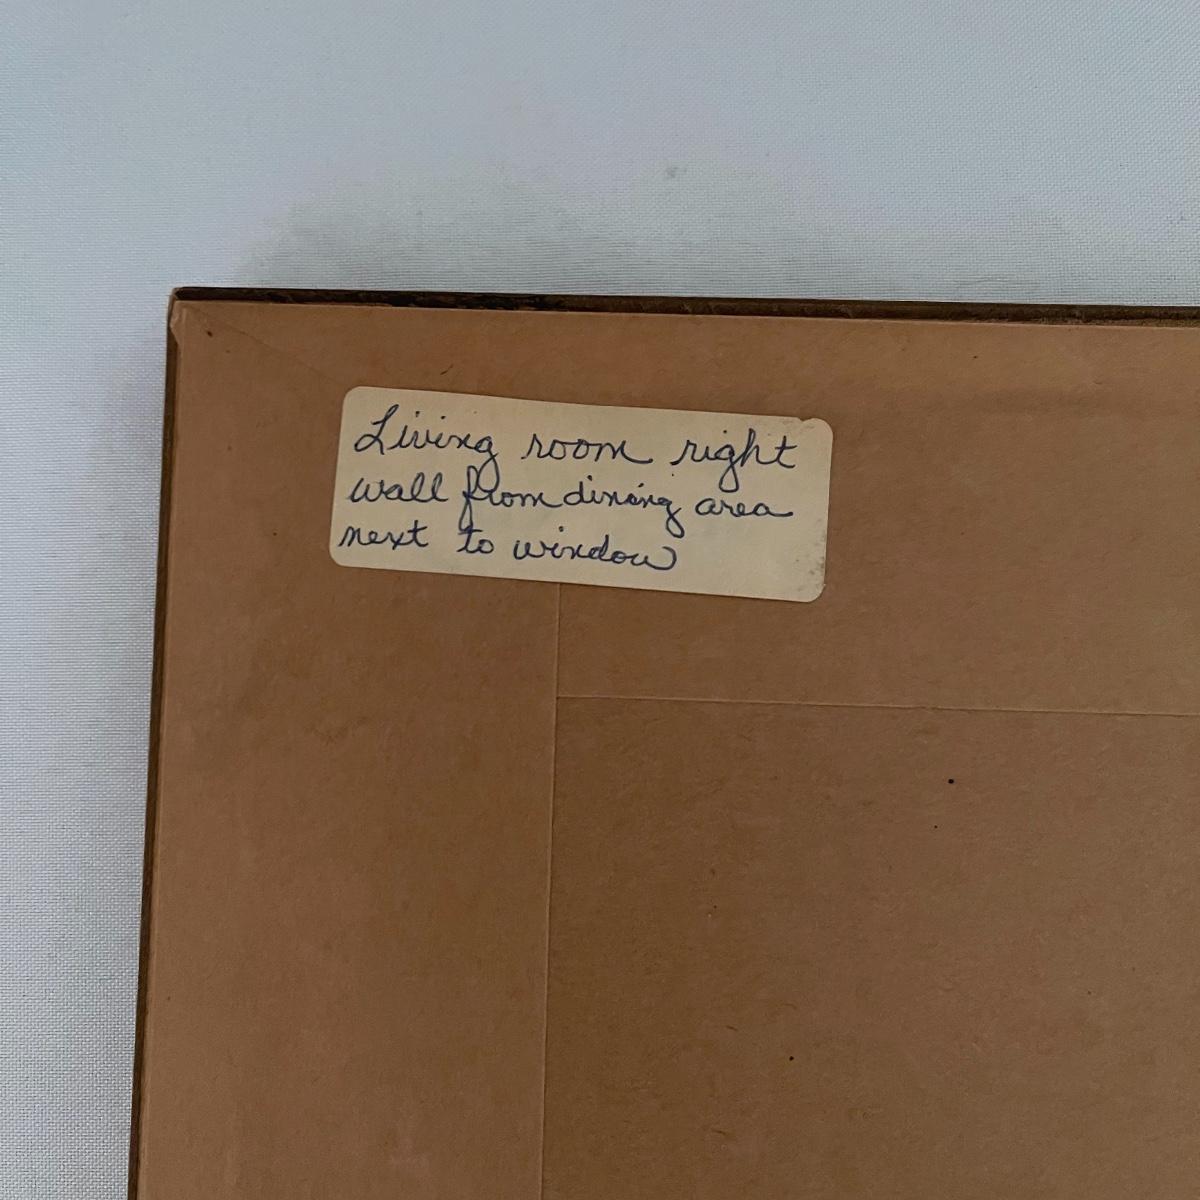 Living room right
wall from dining area
next to window